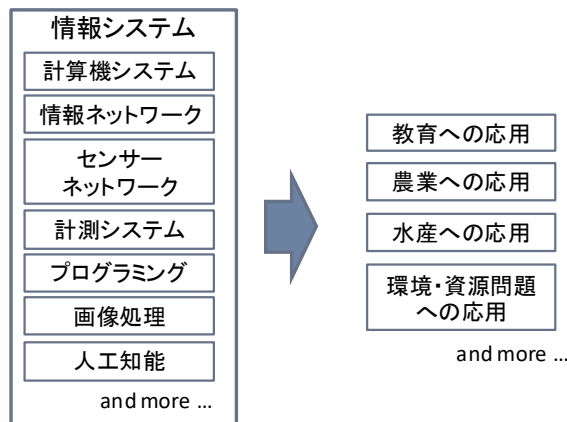 情報システム
計算機システム
情報ネットワーク
センサー
ネットワーク
計測システム
プログラミング
画像処理
人工知能
and more ...
教育への応用
農業への応用
水産への応用
環境・資源問題
への応用
and more ...